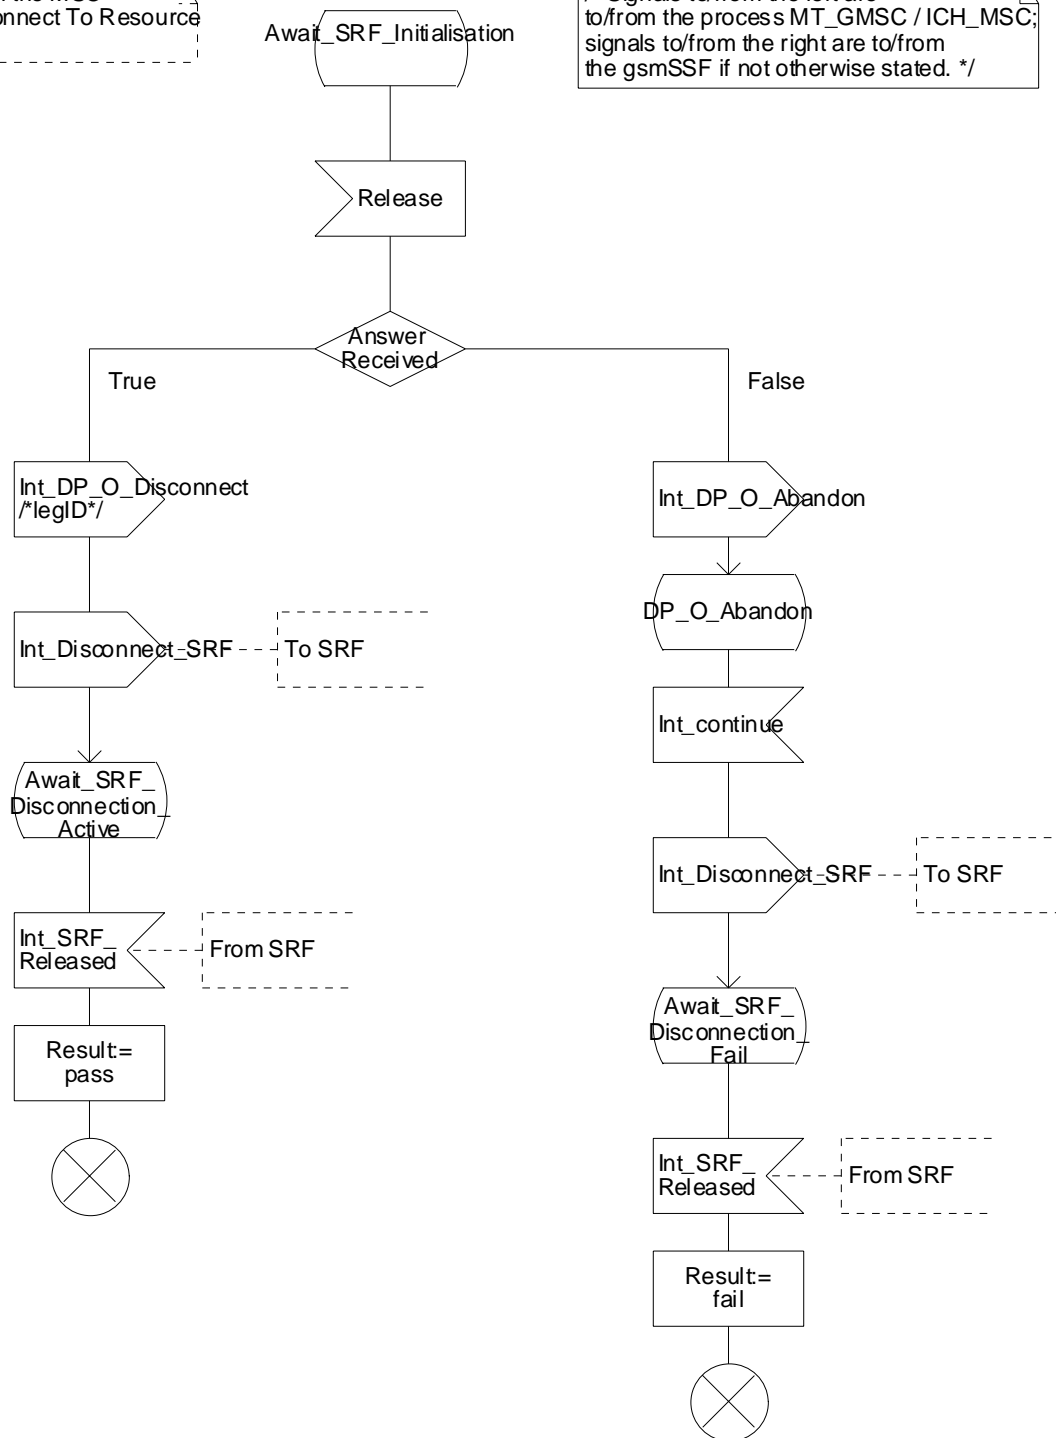 nnect To Resource
to/from the process MT_GMSC / ICH_MSC;
signals to/from the right are to/from
the gsmSSF if not otherwise stated. */
Await_SRF_Initialisation
Release
Answer
Received
True
False
Int_DP_O_Disconnect
/*legID*/
Int_DP_O_Abandon
DP_O_Abandon
Int_Disconnect_SRF
To SRF
Int_continue
Await_SRF_
Disconnection_
Active
Int_Disconnect_SRF
To SRF
Int_SRF_
Released
From SRF
Await_SRF_
Disconnection_
Fail
Result:=
pass
Int_SRF_
Released
From SRF
Result:=
fail